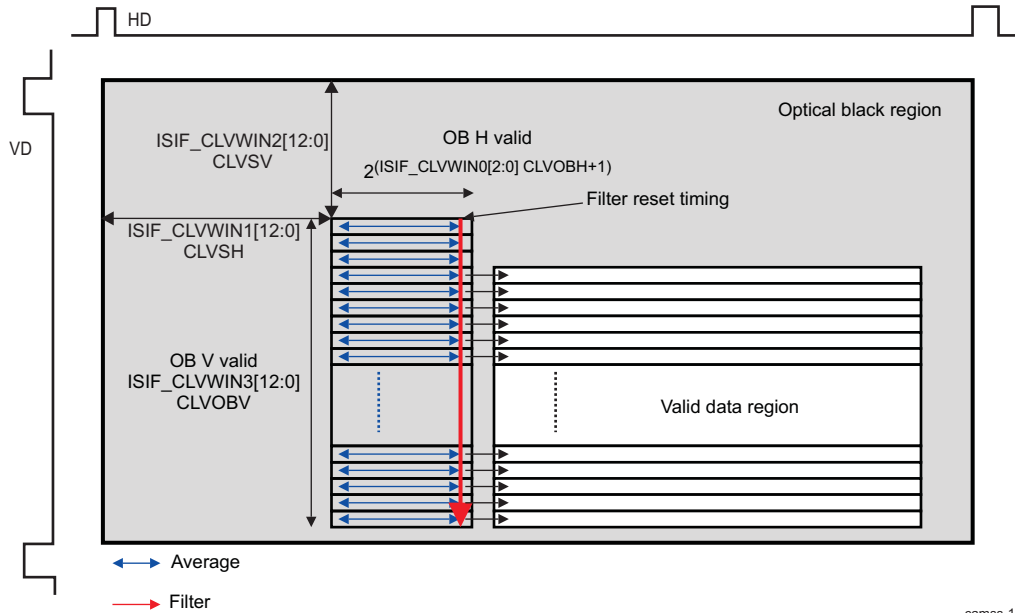 HD
VD
Optical black region
ISIF_CLVWIN2[12:0]
CLVSV
OB H valid
2(ISIF_CLVWIN0[2:0] CLVOBH+1)
Filter reset timing
ISIF_CLVWIN1[12:0]
CLVSH
OB V valid
ISIF_CLVWIN3[12:0]
CLVOBV
Valid data region
Average
Filter